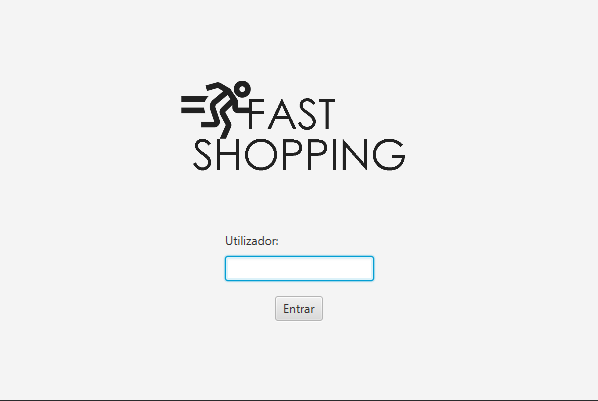 FAST
SHOPPING
Utilizador:
Entrar